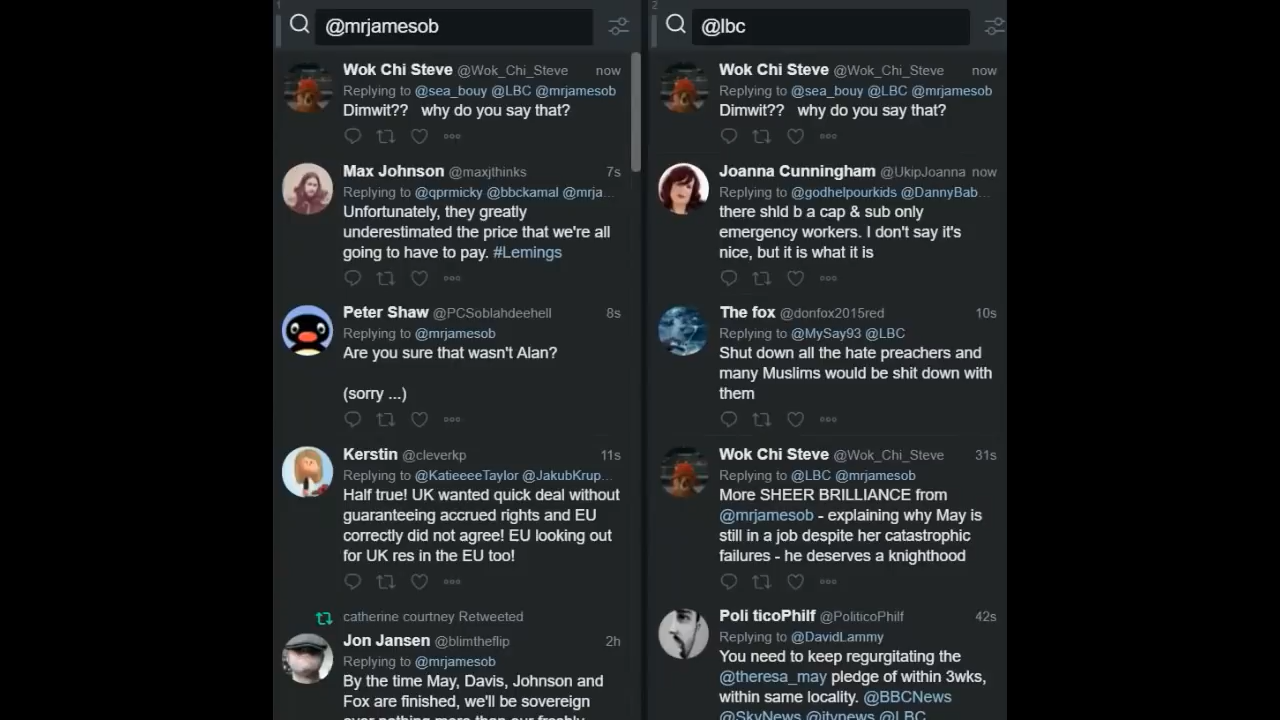 1
@mrjamesob
Wok Chi Steve @Wok_Chi_Steve now
Replying to @sea_bouy @LBC @mrjamesob
Dimwit?? why do you say that?
Max Johnson @maxjthinks 7s
Replying to @qprmicky @bbckamal @mrja...
Unfortunately, they greatly
underestimated the price that we're all
going to have to pay. #Lemings
Peter Shaw @PCSoblahdeehell 8s
Replying to @mrjamesob
Are you sure that wasn't Alan?
(sorry ...)
Kerstin @cleverkp 11s
Replying to @KatieeeeTaylor @JakubKrup...
Half true! UK wanted quick deal without
guaranteeing accrued rights and EU
correctly did not agree! EU looking out
for UK res in the EU too!
catherine courtney Retweeted
Jon Jansen @blimtheflip 2h
Replying to @mrjamesob
By the time May, Davis, Johnson and
Fox are finished, we'll be sovereign
over nothing more than our freshly
2
@lbc
Wok Chi Steve @Wok_Chi_Steve now
Replying to @sea_bouy @LBC @mrjamesob
Dimwit?? why do you say that?
Joanna Cunningham @UkipJoanna now
Replying to @godhelpourkids @DannyBab...
there shld b a cap & sub only
emergency workers. I don't say it's
nice, but it is what it is
The fox @donfox2015red 10s
Replying to @MySay93 @LBC
Shut down all the hate preachers and
many Muslims would be shit down with
them
Wok Chi Steve @Wok_Chi_Steve 31s
Replying to @LBC @mrjamesob
More SHEER BRILLIANCE from
@mrjamesob - explaining why May is
still in a job despite her catastrophic
failures - he deserves a knighthood
Poli ticoPhilf @PoliticoPhilf 42s
Replying to @DavidLammy
You need to keep regurgitating the
@theresa_may pledge of within 3wks,
within same locality. @BBCNews
@SkyNews @itvnews @LBC